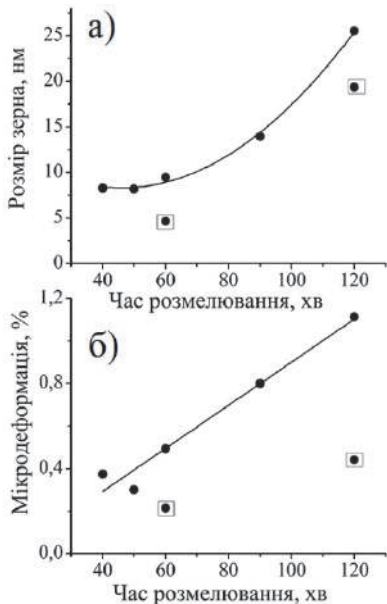 а)
Розмір зерна, нм
25
20
15
10
5
0
40 60 80 100 120
Час розмелювання, хв
б)
Мікродеформація, %
1,2
0,8
0,4
0,0
40 60 80 100 120
Час розмелювання, хв